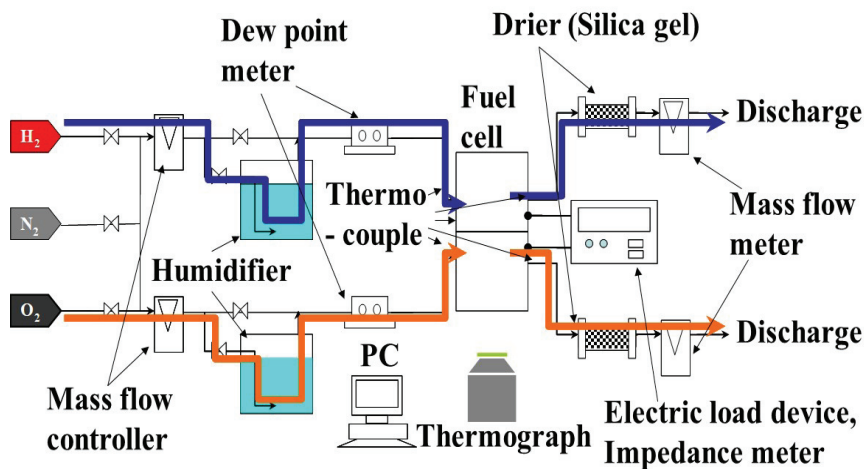 Dew point
meter
Drier (Silica gel)
Fuel
cell
H2
Discharge
N2
Thermo
- couple
Mass flow
meter
Humidifier
O2
PC
Discharge
Mass flow
controller
Thermograph
Electric load device,
Impedance meter